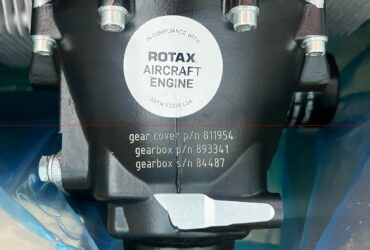 IN COMPLIANCE WITH
ROTAX
AIRCRAFT
ENGINE
ASTM F2339 LSA
gear cover p/n 811954
gearbox p/n 893341
gearbox s/n 84487